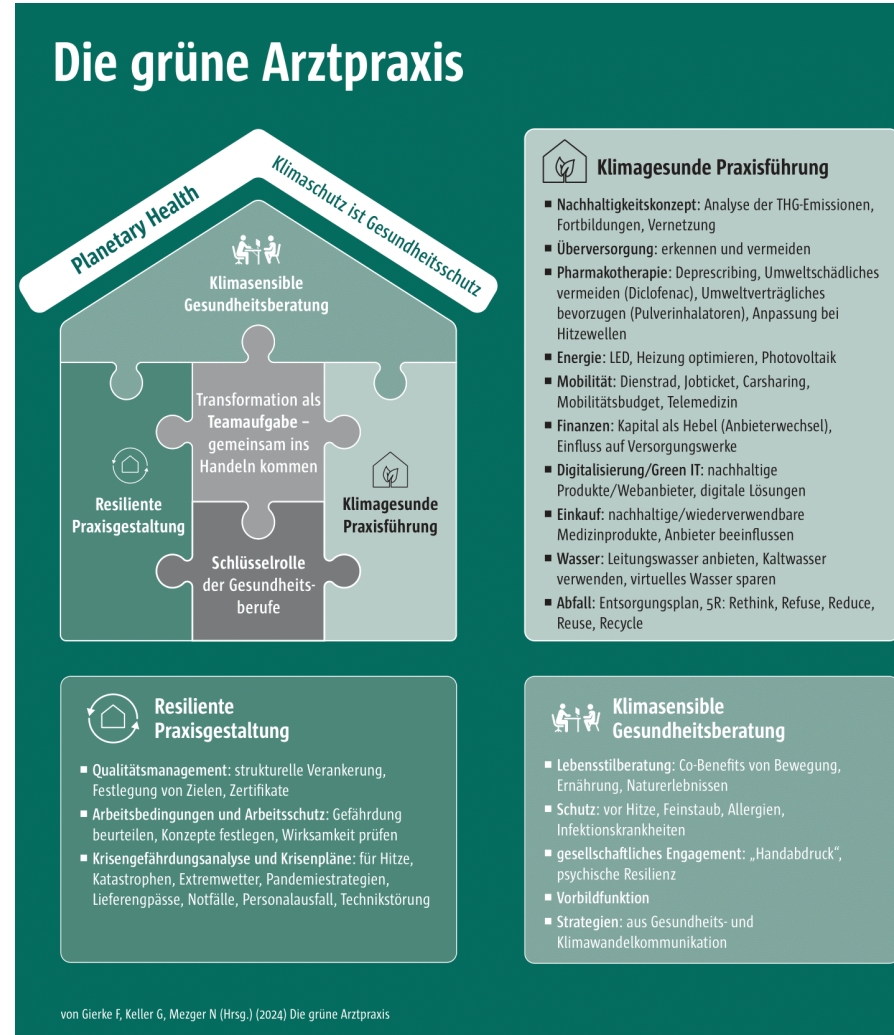 Die grüne Arztpraxis
Planetary Health
Klimaschutz ist Gesundheitsschutz
Klimasensible
Gesundheitsberatung
Transformation als
Teamaufgabe –
gemeinsam ins
Handeln kommen
Resiliente
Praxisgestaltung
Klimagesunde
Praxisführung
Schlüsselrolle
der Gesundheits-
berufe
Klimagesunde Praxisführung
■ Nachhaltigkeitskonzept: Analyse der THG-Emissionen,
Fortbildungen, Vernetzung
■ Überversorgung: erkennen und vermeiden
■ Pharmakotherapie: Deprescribing, Umweltschädliches
vermeiden (Diclofenac), Umweltverträgliches
bevorzugen (Pulverinhalatoren), Anpassung bei
Hitzewellen
■ Energie: LED, Heizung optimieren, Photovoltaik
■ Mobilität: Dienstrad, Jobticket, Carsharing,
Mobilitätsbudget, Telemedizin
■ Finanzen: Kapital als Hebel (Anbieterwechsel),
Einfluss auf Versorgungswerke
■ Digitalisierung/Green IT: nachhaltige
Produkte/Webanbieter, digitale Lösungen
■ Einkauf: nachhaltige/wiederverwendbare
Medizinprodukte, Anbieter beeinflussen
■ Wasser: Leitungswasser anbieten, Kaltwasser
verwenden, virtuelles Wasser sparen
■ Abfall: Entsorgungsplan, 5R: Rethink, Refuse, Reduce,
Reuse, Recycle
Resiliente
Praxisgestaltung
■ Qualitätsmanagement: strukturelle Verankerung,
Festlegung von Zielen, Zertifikate
■ Arbeitsbedingungen und Arbeitsschutz: Gefährdung
beurteilen, Konzepte festlegen, Wirksamkeit prüfen
■ Krisengefährdungsanalyse und Krisenpläne: für Hitze,
Katastrophen, Extremwetter, Pandemiestrategien,
Lieferengpässe, Notfälle, Personalausfall, Technikstörung
Klimasensible
Gesundheitsberatung
■ Lebensstilberatung: Co-Benefits von Bewegung,
Ernährung, Naturerlebnissen
■ Schutz: vor Hitze, Feinstaub, Allergien,
Infektionskrankheiten
■ gesellschaftliches Engagement: „Handabdruck“,
psychische Resilienz
■ Vorbildfunktion
■ Strategien: aus Gesundheits- und
Klimawandelkommunikation
von Gierke F, Keller G, Mezger N (Hrsg.) (2024) Die grüne Arztpraxis